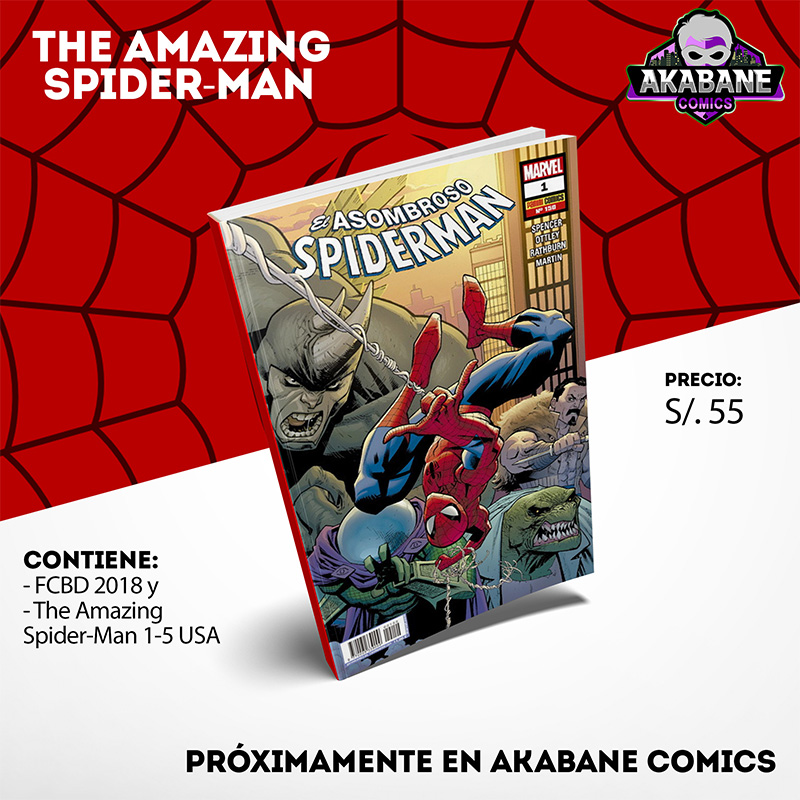 THE AMAZING
SPIDER-MAN
AKABANE
COMICS
MARVEL
1
PANINI COMICS
Nº 150
El ASOMBROSO
SPIDERMAN
SPENCER
OTTLEY
RATHBURN
MARTIN
PRECIO:
S/. 55
CONTIENE:
- FCBD 2018 y
- The Amazing
Spider-Man 1-5 USA
PRÓXIMAMENTE EN AKABANE COMICS